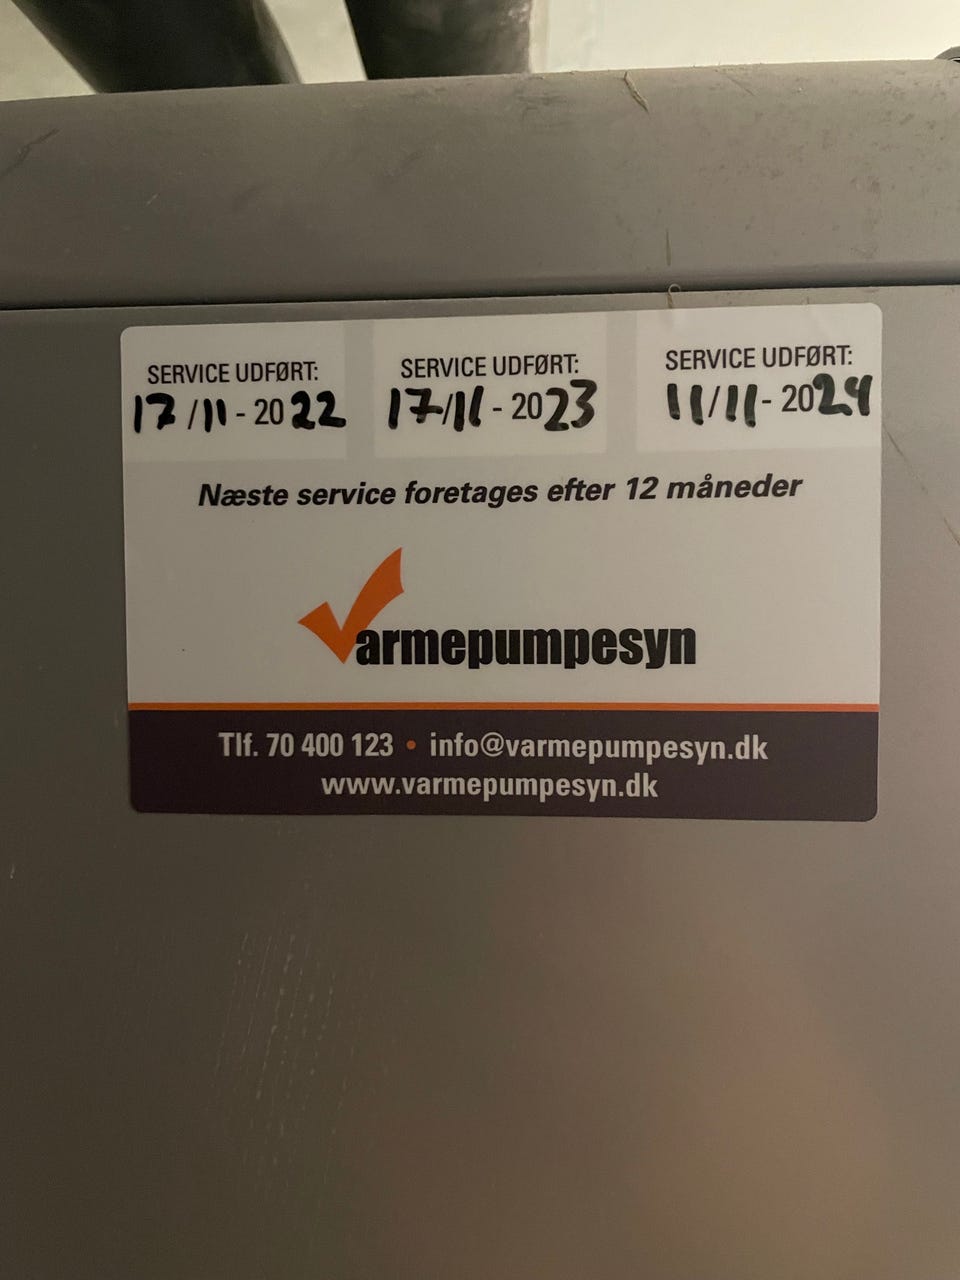 SERVICE UDFØRT: SERVICE UDFØRT: SERVICE UDFØRT:
17/11-2022 17/11-2023 11/11-2024
Næste service foretages efter 12 måneder
Varmepumpesyn
Tlf. 70 400 123 • info@varmepumpesyn.dk
www.varmepumpesyn.dk